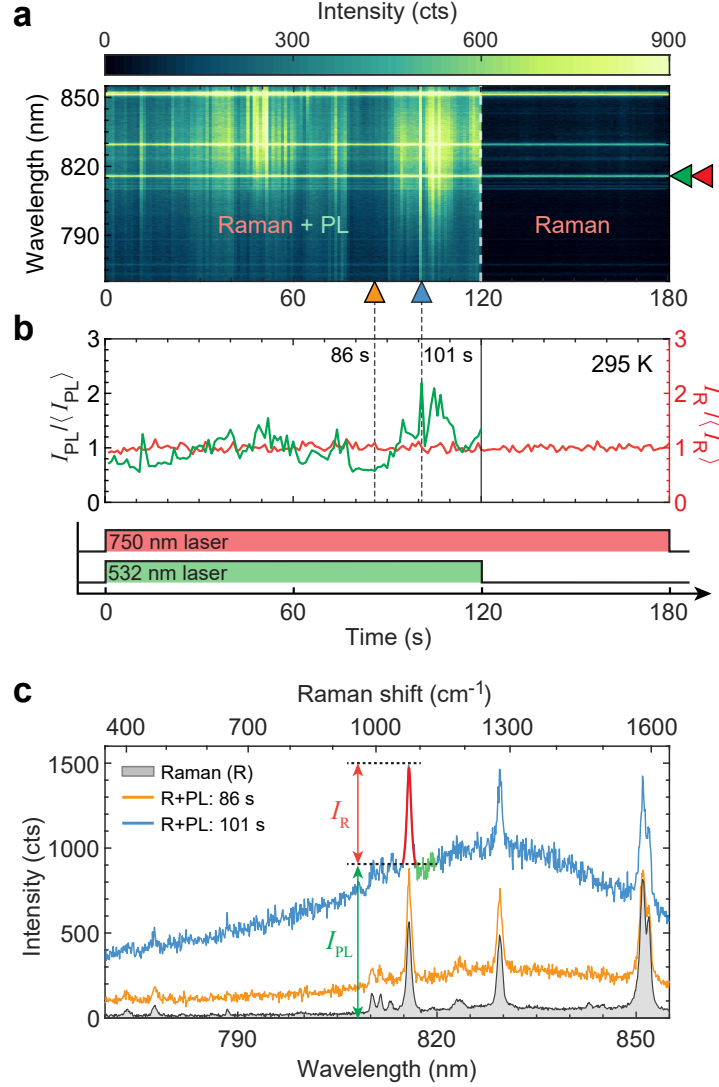 a
Intensity (cts)
0 300 600 900
Wavelength (nm)
850
820
790
Raman + PL
Raman
0 60 120 180
b
I_PL/⟨I_PL⟩
3
2
1
0
86 s
101 s
295 K
3
2
1
0
I_R/⟨I_R⟩
750 nm laser
532 nm laser
0 60 120 180
Time (s)
c
Raman shift (cm⁻¹)
400 700 1000 1300 1600
Intensity (cts)
1500
1000
500
0
Raman (R)
R+PL: 86 s
R+PL: 101 s
I_R
I_PL
790 820 850
Wavelength (nm)